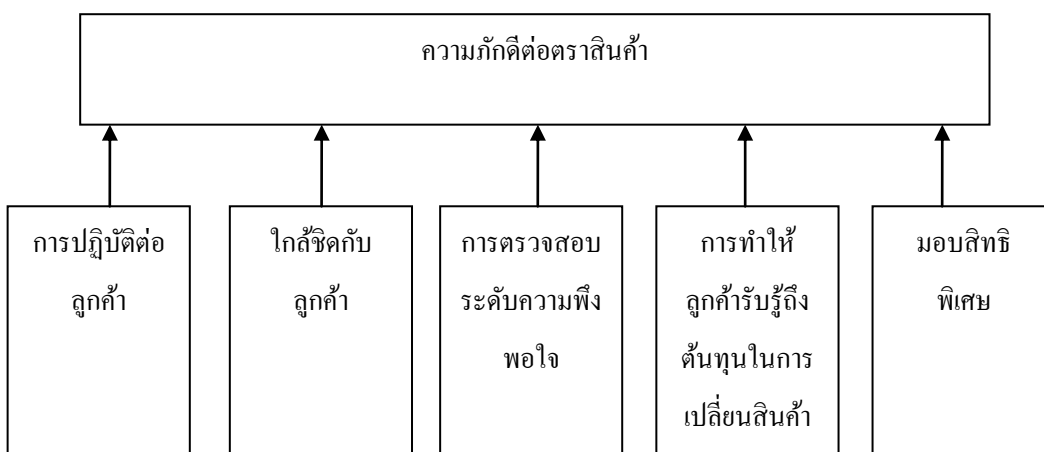 ความภักดีต่อตราสินค้า
การปฏิบัติต่อ
ลูกค้า
ใกล้ชิดกับ
ลูกค้า
การตรวจสอบ
ระดับความพึง
พอใจ
การทำให้
ลูกค้ารับรู้ถึง
ต้นทุนในการ
เปลี่ยนสินค้า
มอบสิทธิ
พิเศษ